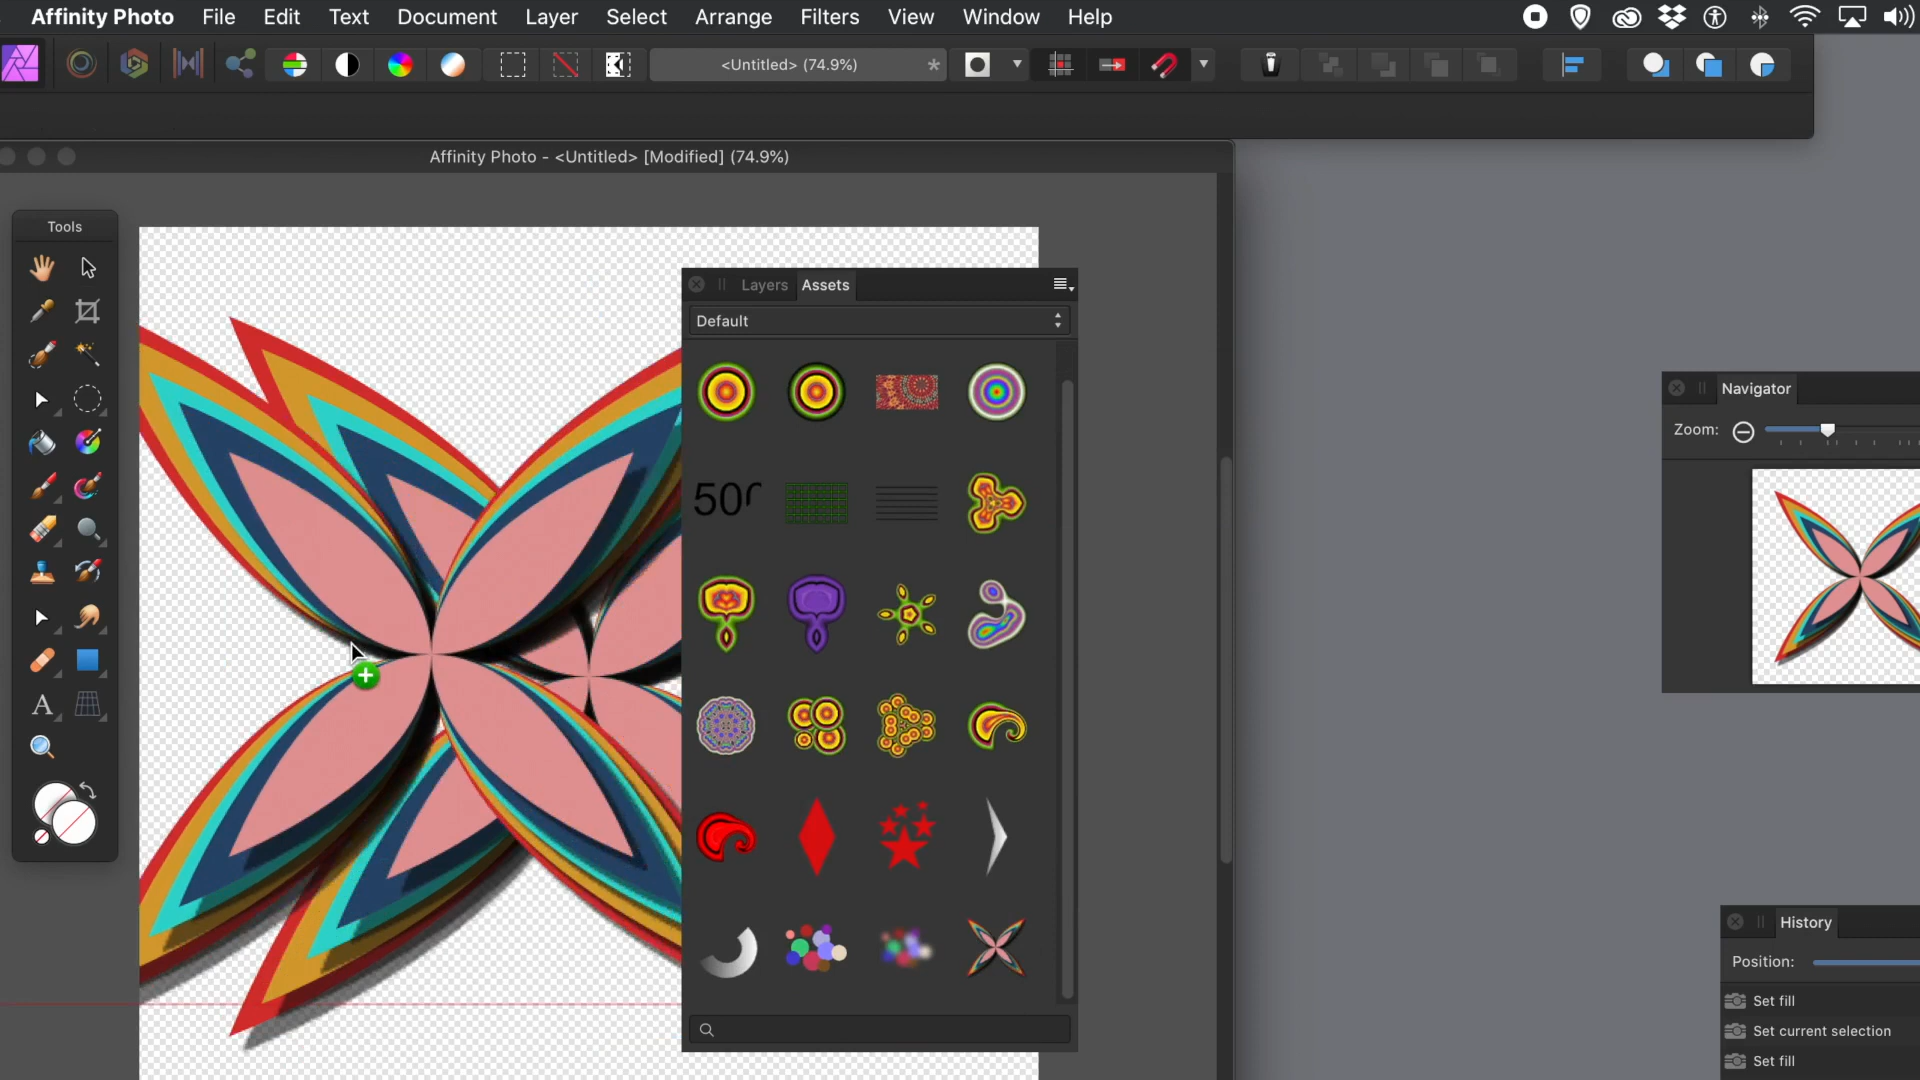 Affinity Photo File Edit Text Document Layer Select Arrange Filters View Window Help
<Untitled> (74.9%) *
Affinity Photo - <Untitled> [Modified] (74.9%)
Tools
Layers Assets
Default
Navigator
Zoom:
A
History
Position:
Set fill
Set current selection
Set fill